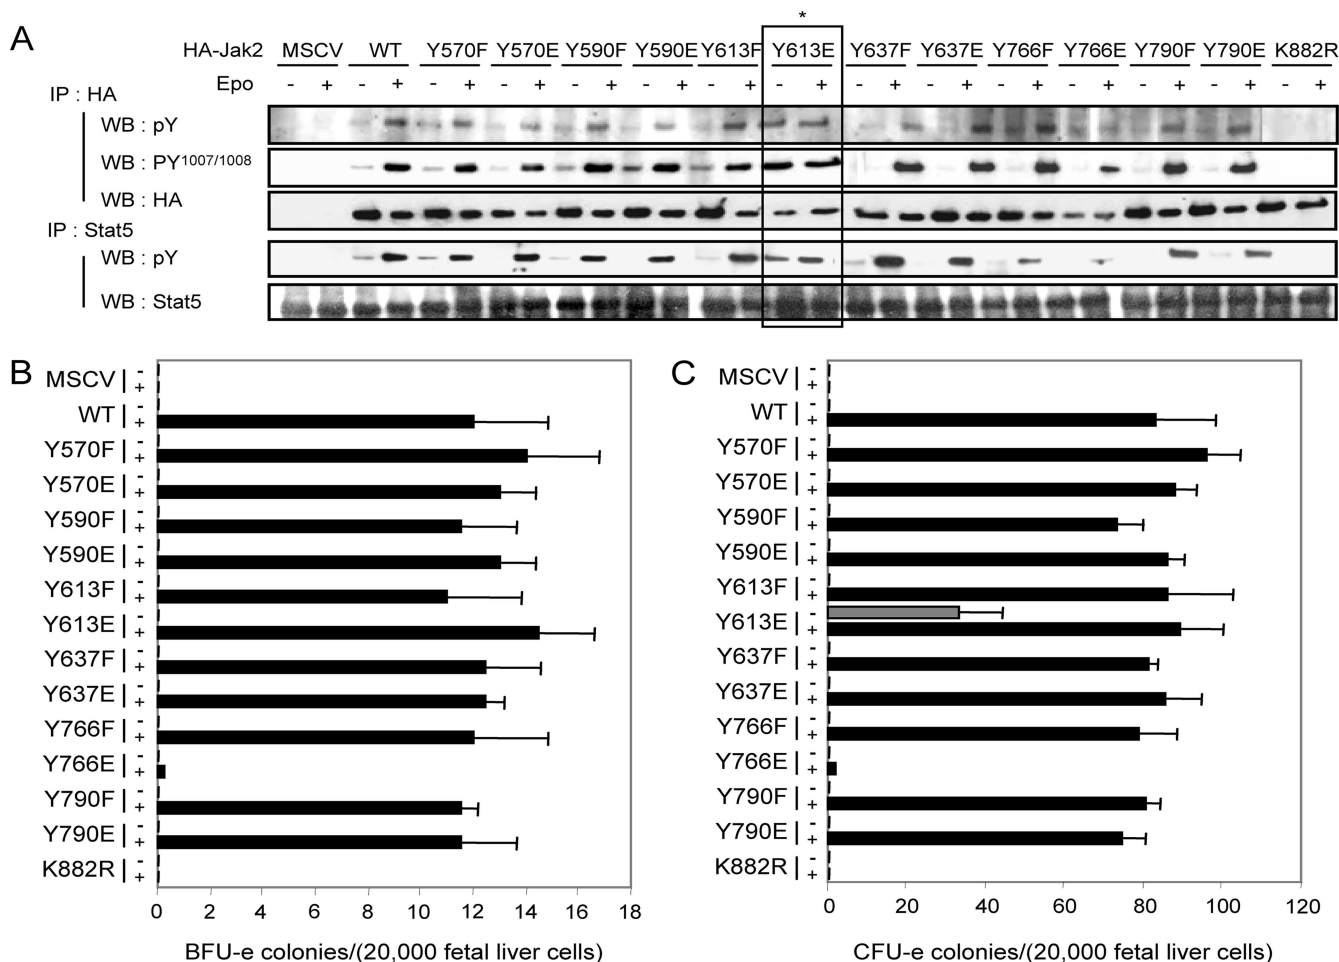 *
A
HA-Jak2 MSCV WT Y570F Y570E Y590F Y590E Y613F Y613E Y637F Y637E Y766F Y766E Y790F Y790E K882R
Epo - + - + - + - + - + - + - + - + - + - + - + - + - + - + - +
IP : HA
WB : pY
WB : PY1007/1008
WB : HA
IP : Stat5
WB : pY
WB : Stat5
B
MSCV - +
WT - +
Y570F - +
Y570E - +
Y590F - +
Y590E - +
Y613F - +
Y613E - +
Y637F - +
Y637E - +
Y766F - +
Y766E - +
Y790F - +
Y790E - +
K882R - +
0 2 4 6 8 10 12 14 16 18
BFU-e colonies/(20,000 fetal liver cells)
C
MSCV - +
WT - +
Y570F - +
Y570E - +
Y590F - +
Y590E - +
Y613F - +
Y613E - +
Y637F - +
Y637E - +
Y766F - +
Y766E - +
Y790F - +
Y790E - +
K882R - +
0 20 40 60 80 100 120
CFU-e colonies/(20,000 fetal liver cells)